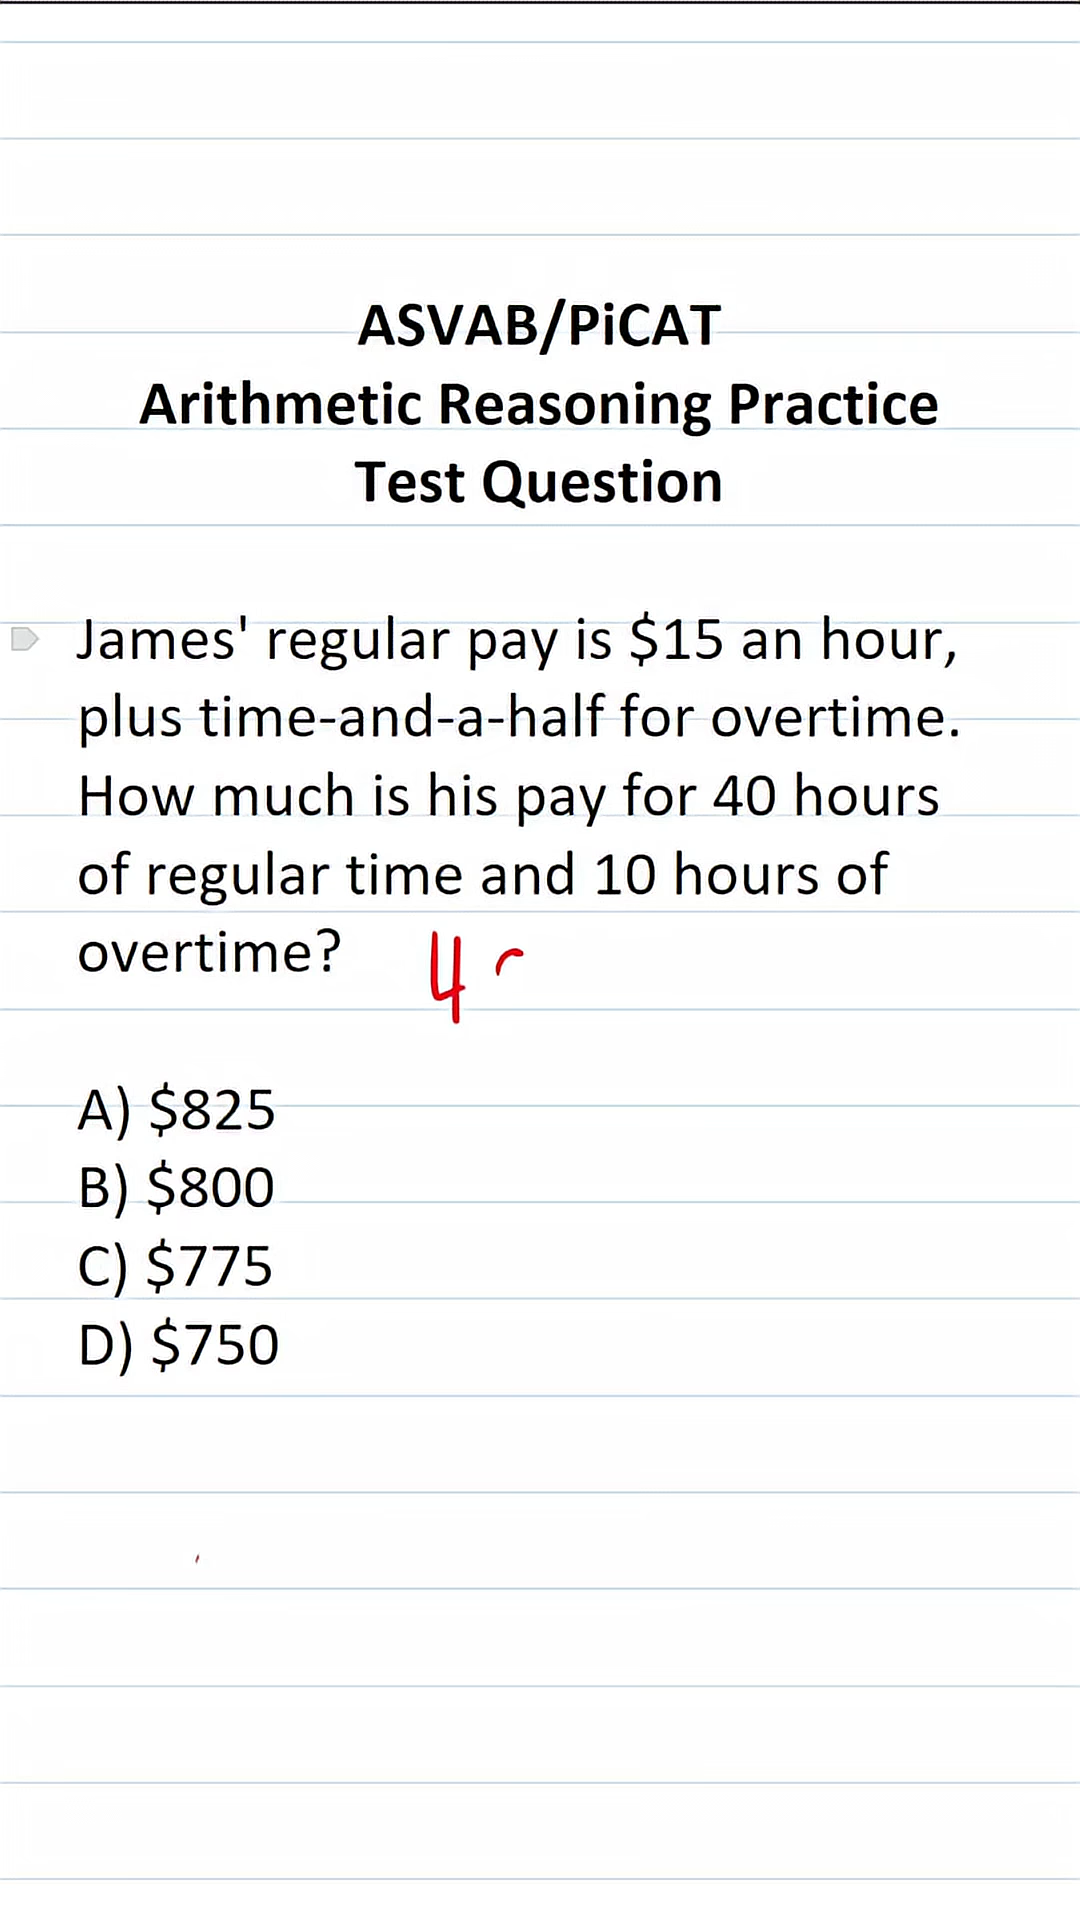 ASVAB/PiCAT
Arithmetic Reasoning Practice
Test Question
James' regular pay is $15 an hour,
plus time-and-a-half for overtime.
How much is his pay for 40 hours
of regular time and 10 hours of
overtime?
4
A) $825
B) $800
C) $775
D) $750